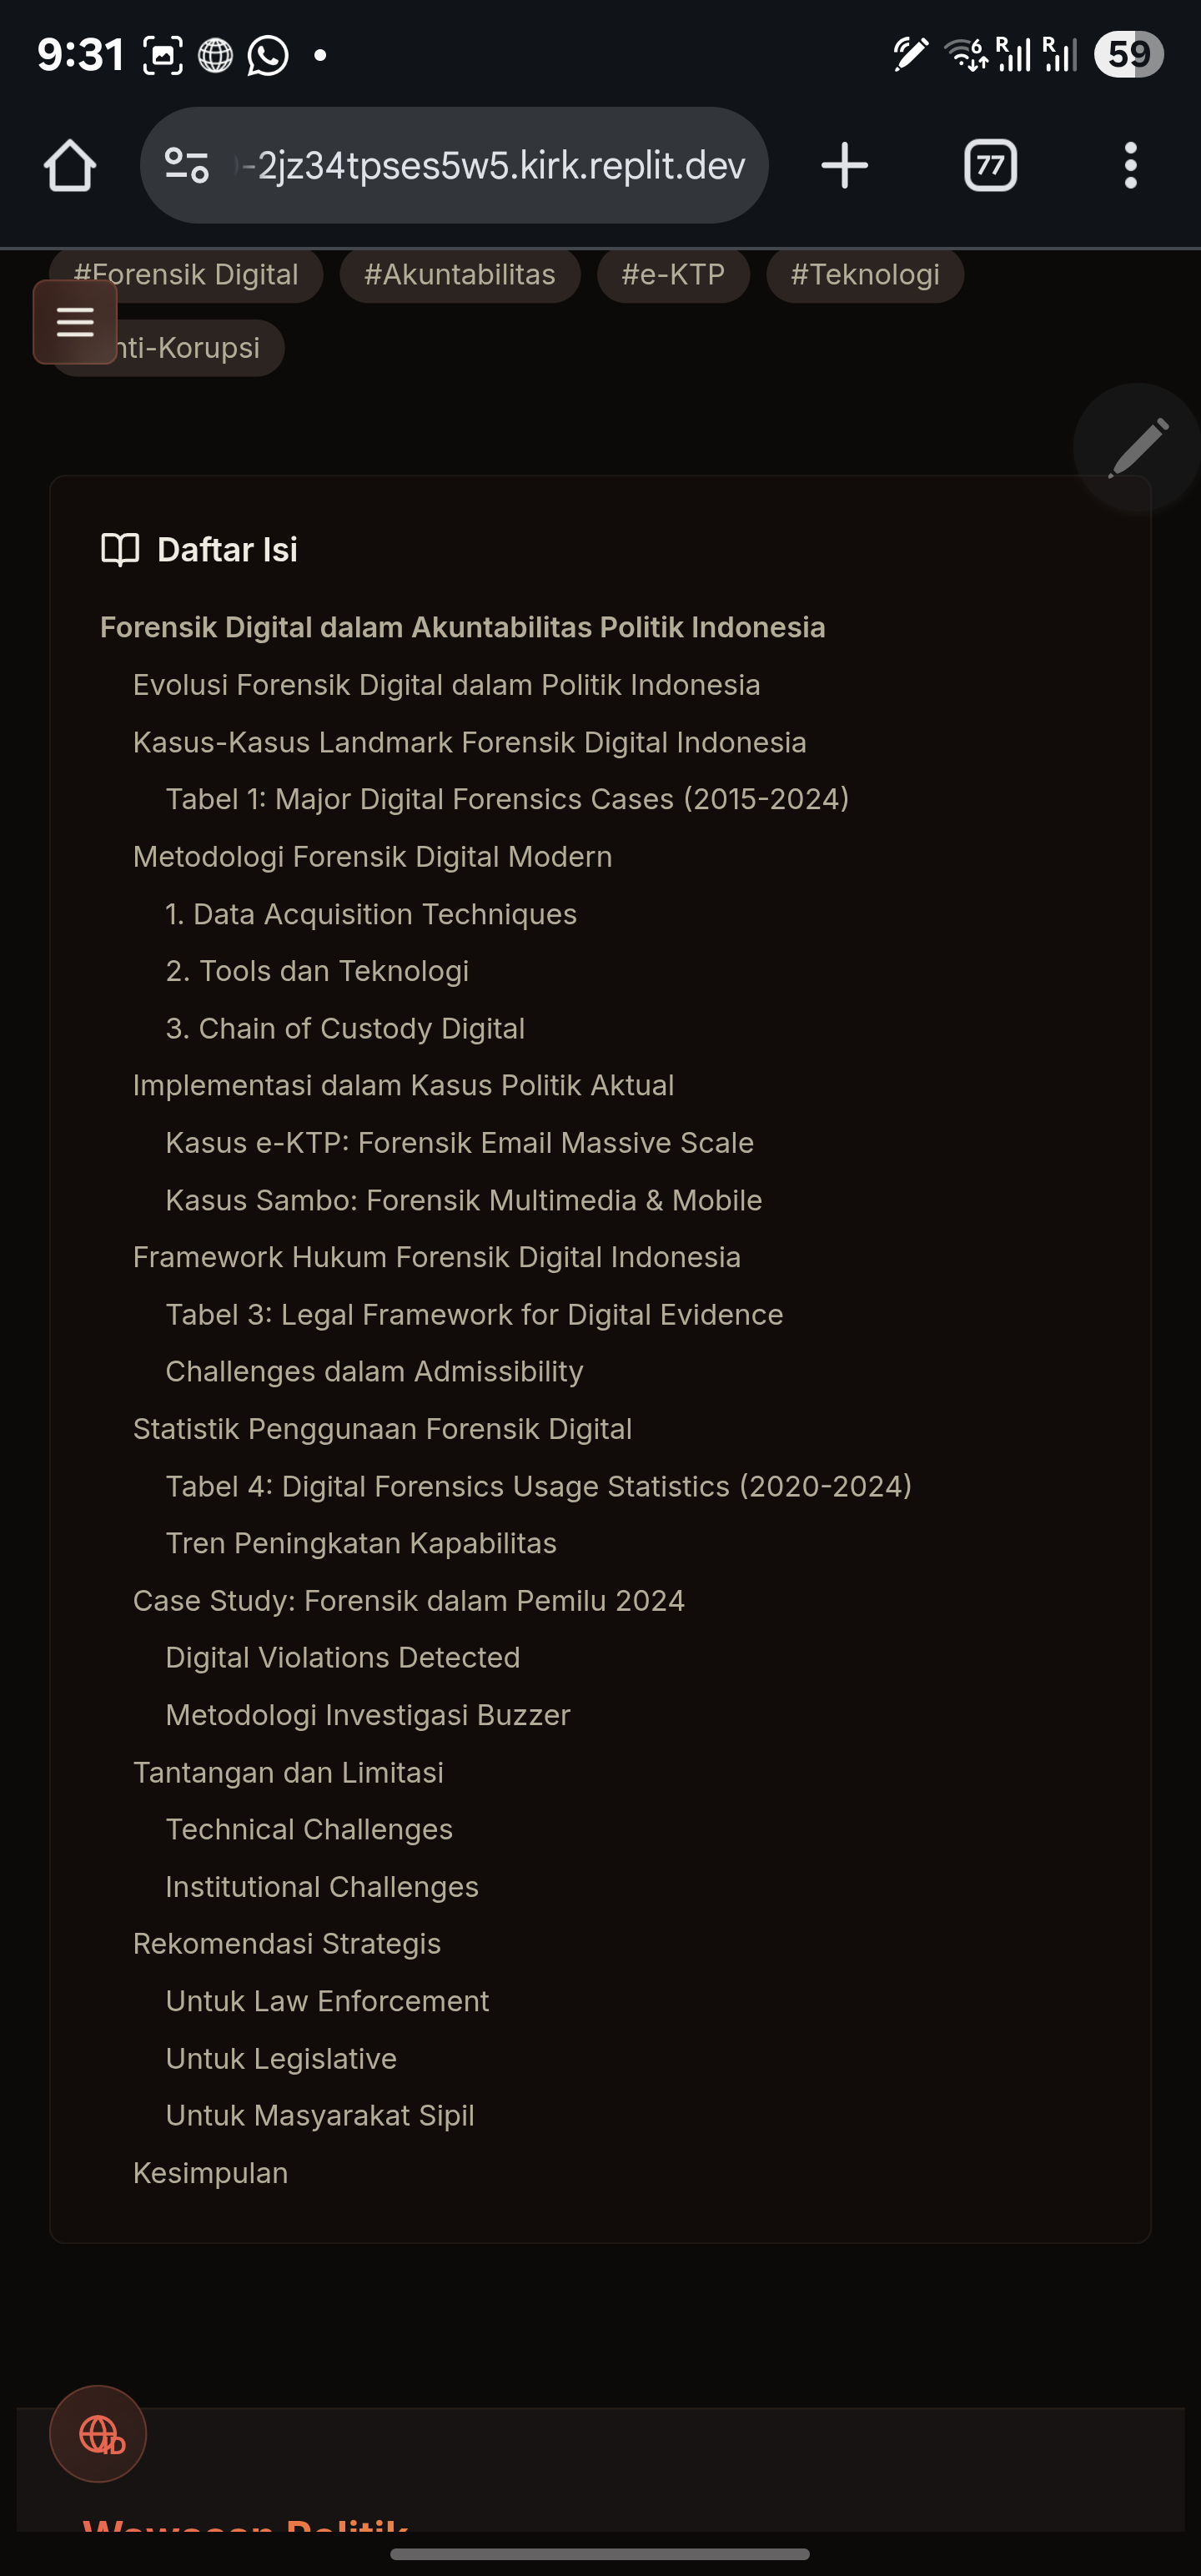 9:31
6
R
R
59
-2jz34tpses5w5.kirk.replit.dev
77
#Forensik Digital
#Akuntabilitas
#e-KTP
#Teknologi
nti-Korupsi
Daftar Isi
Forensik Digital dalam Akuntabilitas Politik Indonesia
Evolusi Forensik Digital dalam Politik Indonesia
Kasus-Kasus Landmark Forensik Digital Indonesia
Tabel 1: Major Digital Forensics Cases (2015-2024)
Metodologi Forensik Digital Modern
1. Data Acquisition Techniques
2. Tools dan Teknologi
3. Chain of Custody Digital
Implementasi dalam Kasus Politik Aktual
Kasus e-KTP: Forensik Email Massive Scale
Kasus Sambo: Forensik Multimedia & Mobile
Framework Hukum Forensik Digital Indonesia
Tabel 3: Legal Framework for Digital Evidence
Challenges dalam Admissibility
Statistik Penggunaan Forensik Digital
Tabel 4: Digital Forensics Usage Statistics (2020-2024)
Tren Peningkatan Kapabilitas
Case Study: Forensik dalam Pemilu 2024
Digital Violations Detected
Metodologi Investigasi Buzzer
Tantangan dan Limitasi
Technical Challenges
Institutional Challenges
Rekomendasi Strategis
Untuk Law Enforcement
Untuk Legislative
Untuk Masyarakat Sipil
Kesimpulan
ID
Wawasan Politik